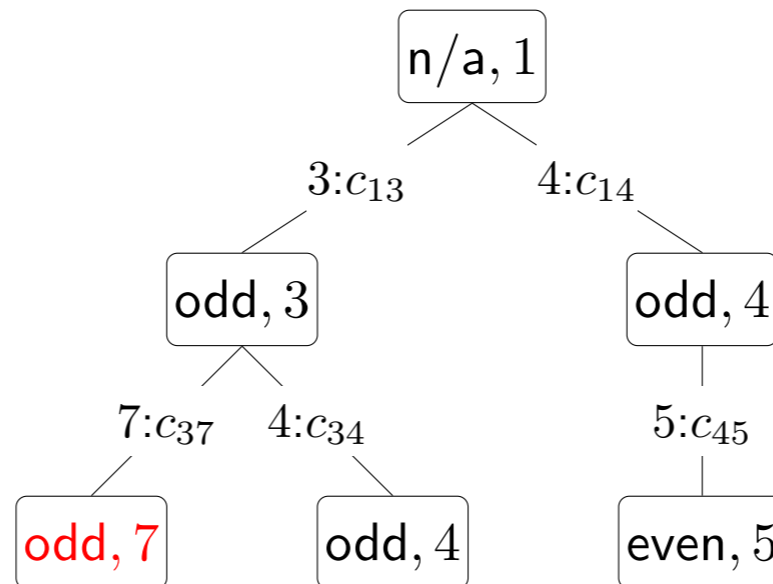 n/a, 1
3:c₁₃ 4:c₁₄
odd, 3 odd, 4
7:c₃₇ 4:c₃₄ 5:c₄₅
odd, 7 odd, 4 even, 5